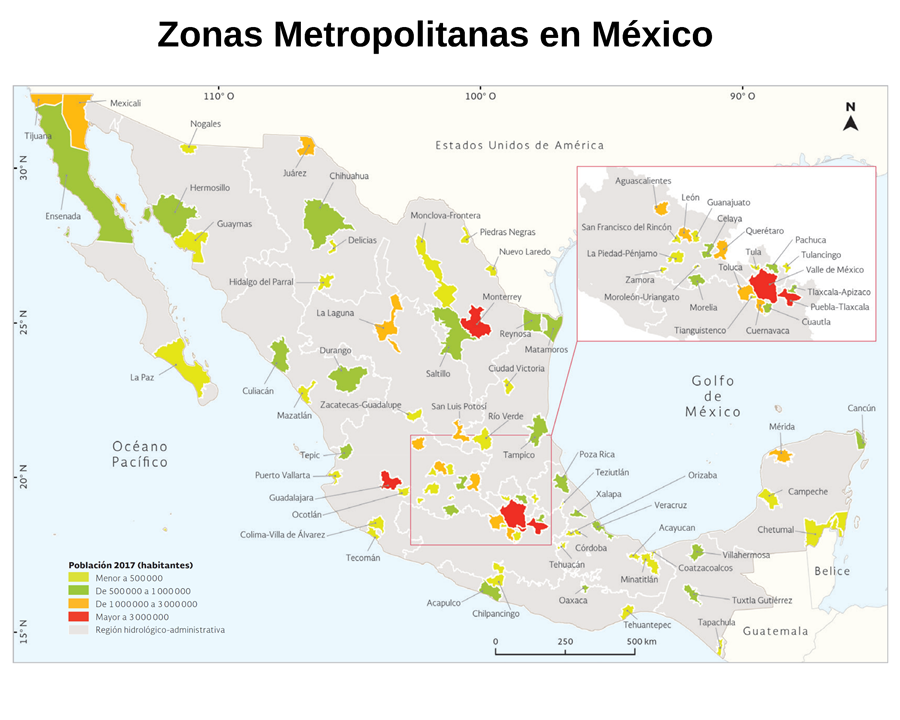 Zonas Metropolitanas en México
110° O
100° O
90° O
N
30° N
25° N
20° N
15° N
Mexicali
Tijuana
Nogales
Estados Unidos de América
Juárez
Chihuahua
Hermosillo
Ensenada
Guaymas
Delicias
Monclova-Frontera
Piedras Negras
Nuevo Laredo
Hidalgo del Parral
Monterrey
La Laguna
Reynosa
Matamoros
Durango
Saltillo
Ciudad Victoria
La Paz
Culiacán
Mazatlán
Zacatecas-Guadalupe
San Luis Potosí
Río Verde
Golfo
de
México
Cancún
Mérida
Océano
Pacífico
Tepic
Tampico
Poza Rica
Teziutlán
Orizaba
Puerto Vallarta
Guadalajara
Xalapa
Veracruz
Campeche
Ocotlán
Colima-Villa de Álvarez
Tecomán
Acayucan
Chetumal
Córdoba
Tehuacán
Villahermosa
Coatzacoalcos
Minatitlán
Belice
Acapulco
Chilpancingo
Oaxaca
Tuxtla Gutiérrez
Tehuantepec
Tapachula
Guatemala
Aguascalientes
León
Guanajuato
San Francisco del Rincón
Celaya
Querétaro
La Piedad-Pénjamo
Pachuca
Tula
Tulancingo
Toluca
Valle de México
Zamora
Tlaxcala-Apizaco
Moroleón-Uriangato
Morelia
Puebla-Tlaxcala
Cuautla
Tianguistenco
Cuernavaca
Población 2017 (habitantes)
Menor a 500 000
De 500 000 a 1 000 000
De 1 000 000 a 3 000 000
Mayor a 3 000 000
Región hidrológico-administrativa
0 250 500 km